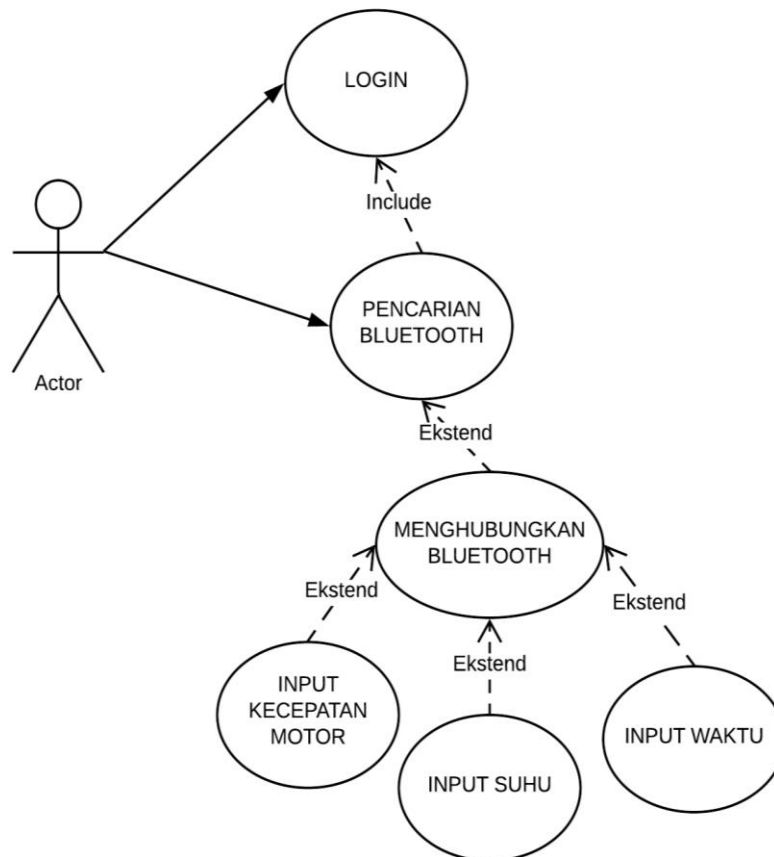 LOGIN
Include
PENCARIAN
BLUETOOTH
Actor
Ekstend
MENGHUBUNGKAN
BLUETOOTH
Ekstend
Ekstend
Ekstend
INPUT
KECEPATAN
MOTOR
INPUT SUHU
INPUT WAKTU